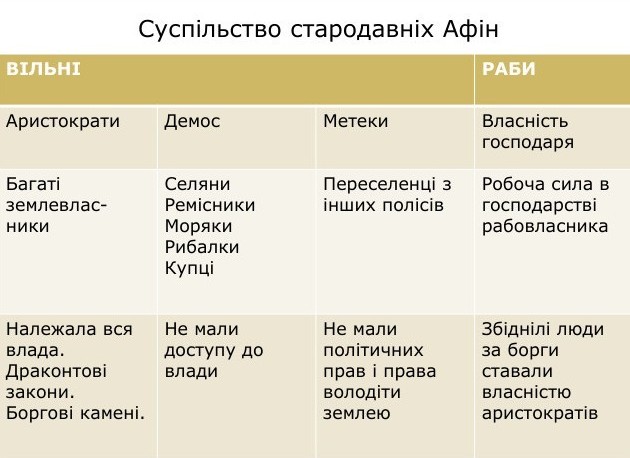 Суспільство стародавніх Афін
ВІЛЬНІ
РАБИ
Аристократи
Демос
Метеки
Власність
господаря
Багаті
землевлас-
ники
Селяни
Ремісники
Моряки
Рибалки
Купці
Переселенці з
інших полісів
Робоча сила в
господарстві
рабовласника
Належала вся
влада.
Драконтові
закони.
Боргові камені.
Не мали
доступу до
влади
Не мали
політичних
прав і права
володіти
землею
Збіднілі люди
за борги
ставали
власністю
аристократів